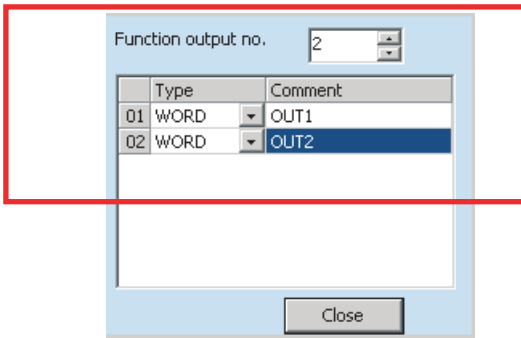 Function output no. 2
Type Comment
01 WORD OUT1
02 WORD OUT2
Close